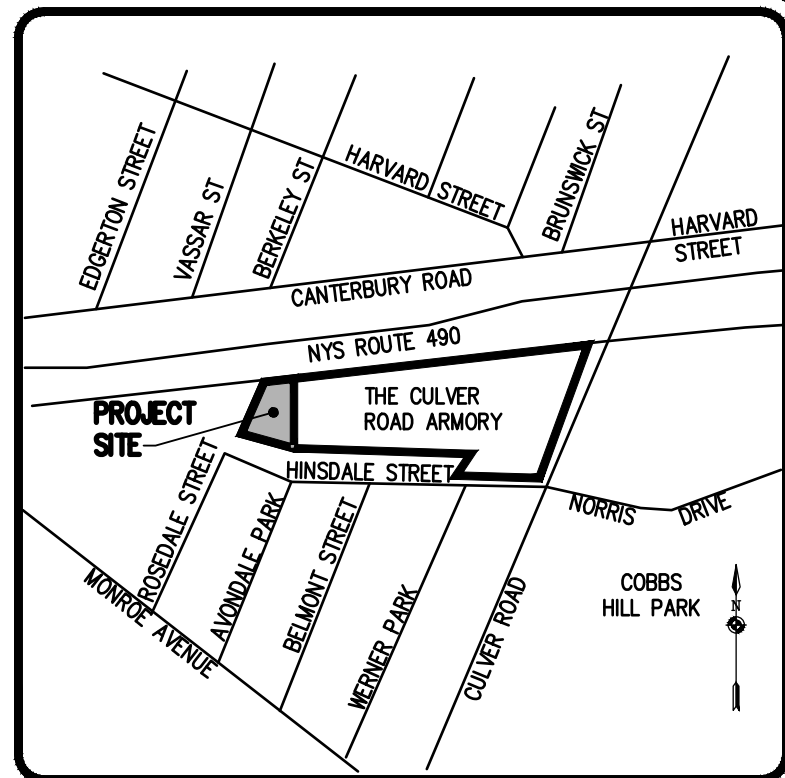 EDGERTON STREET
VASSAR ST
BERKELEY ST
HARVARD STREET
BRUNSWICK ST
HARVARD
STREET
CANTERBURY ROAD
NYS ROUTE 490
THE CULVER
ROAD ARMORY
PROJECT
SITE
HINSDALE STREET
ROSEDALE STREET
AVONDALE PARK
BELMONT STREET
WERNER PARK
CULVER ROAD
NORRIS DRIVE
MONROE AVENUE
COBBS
HILL PARK
N